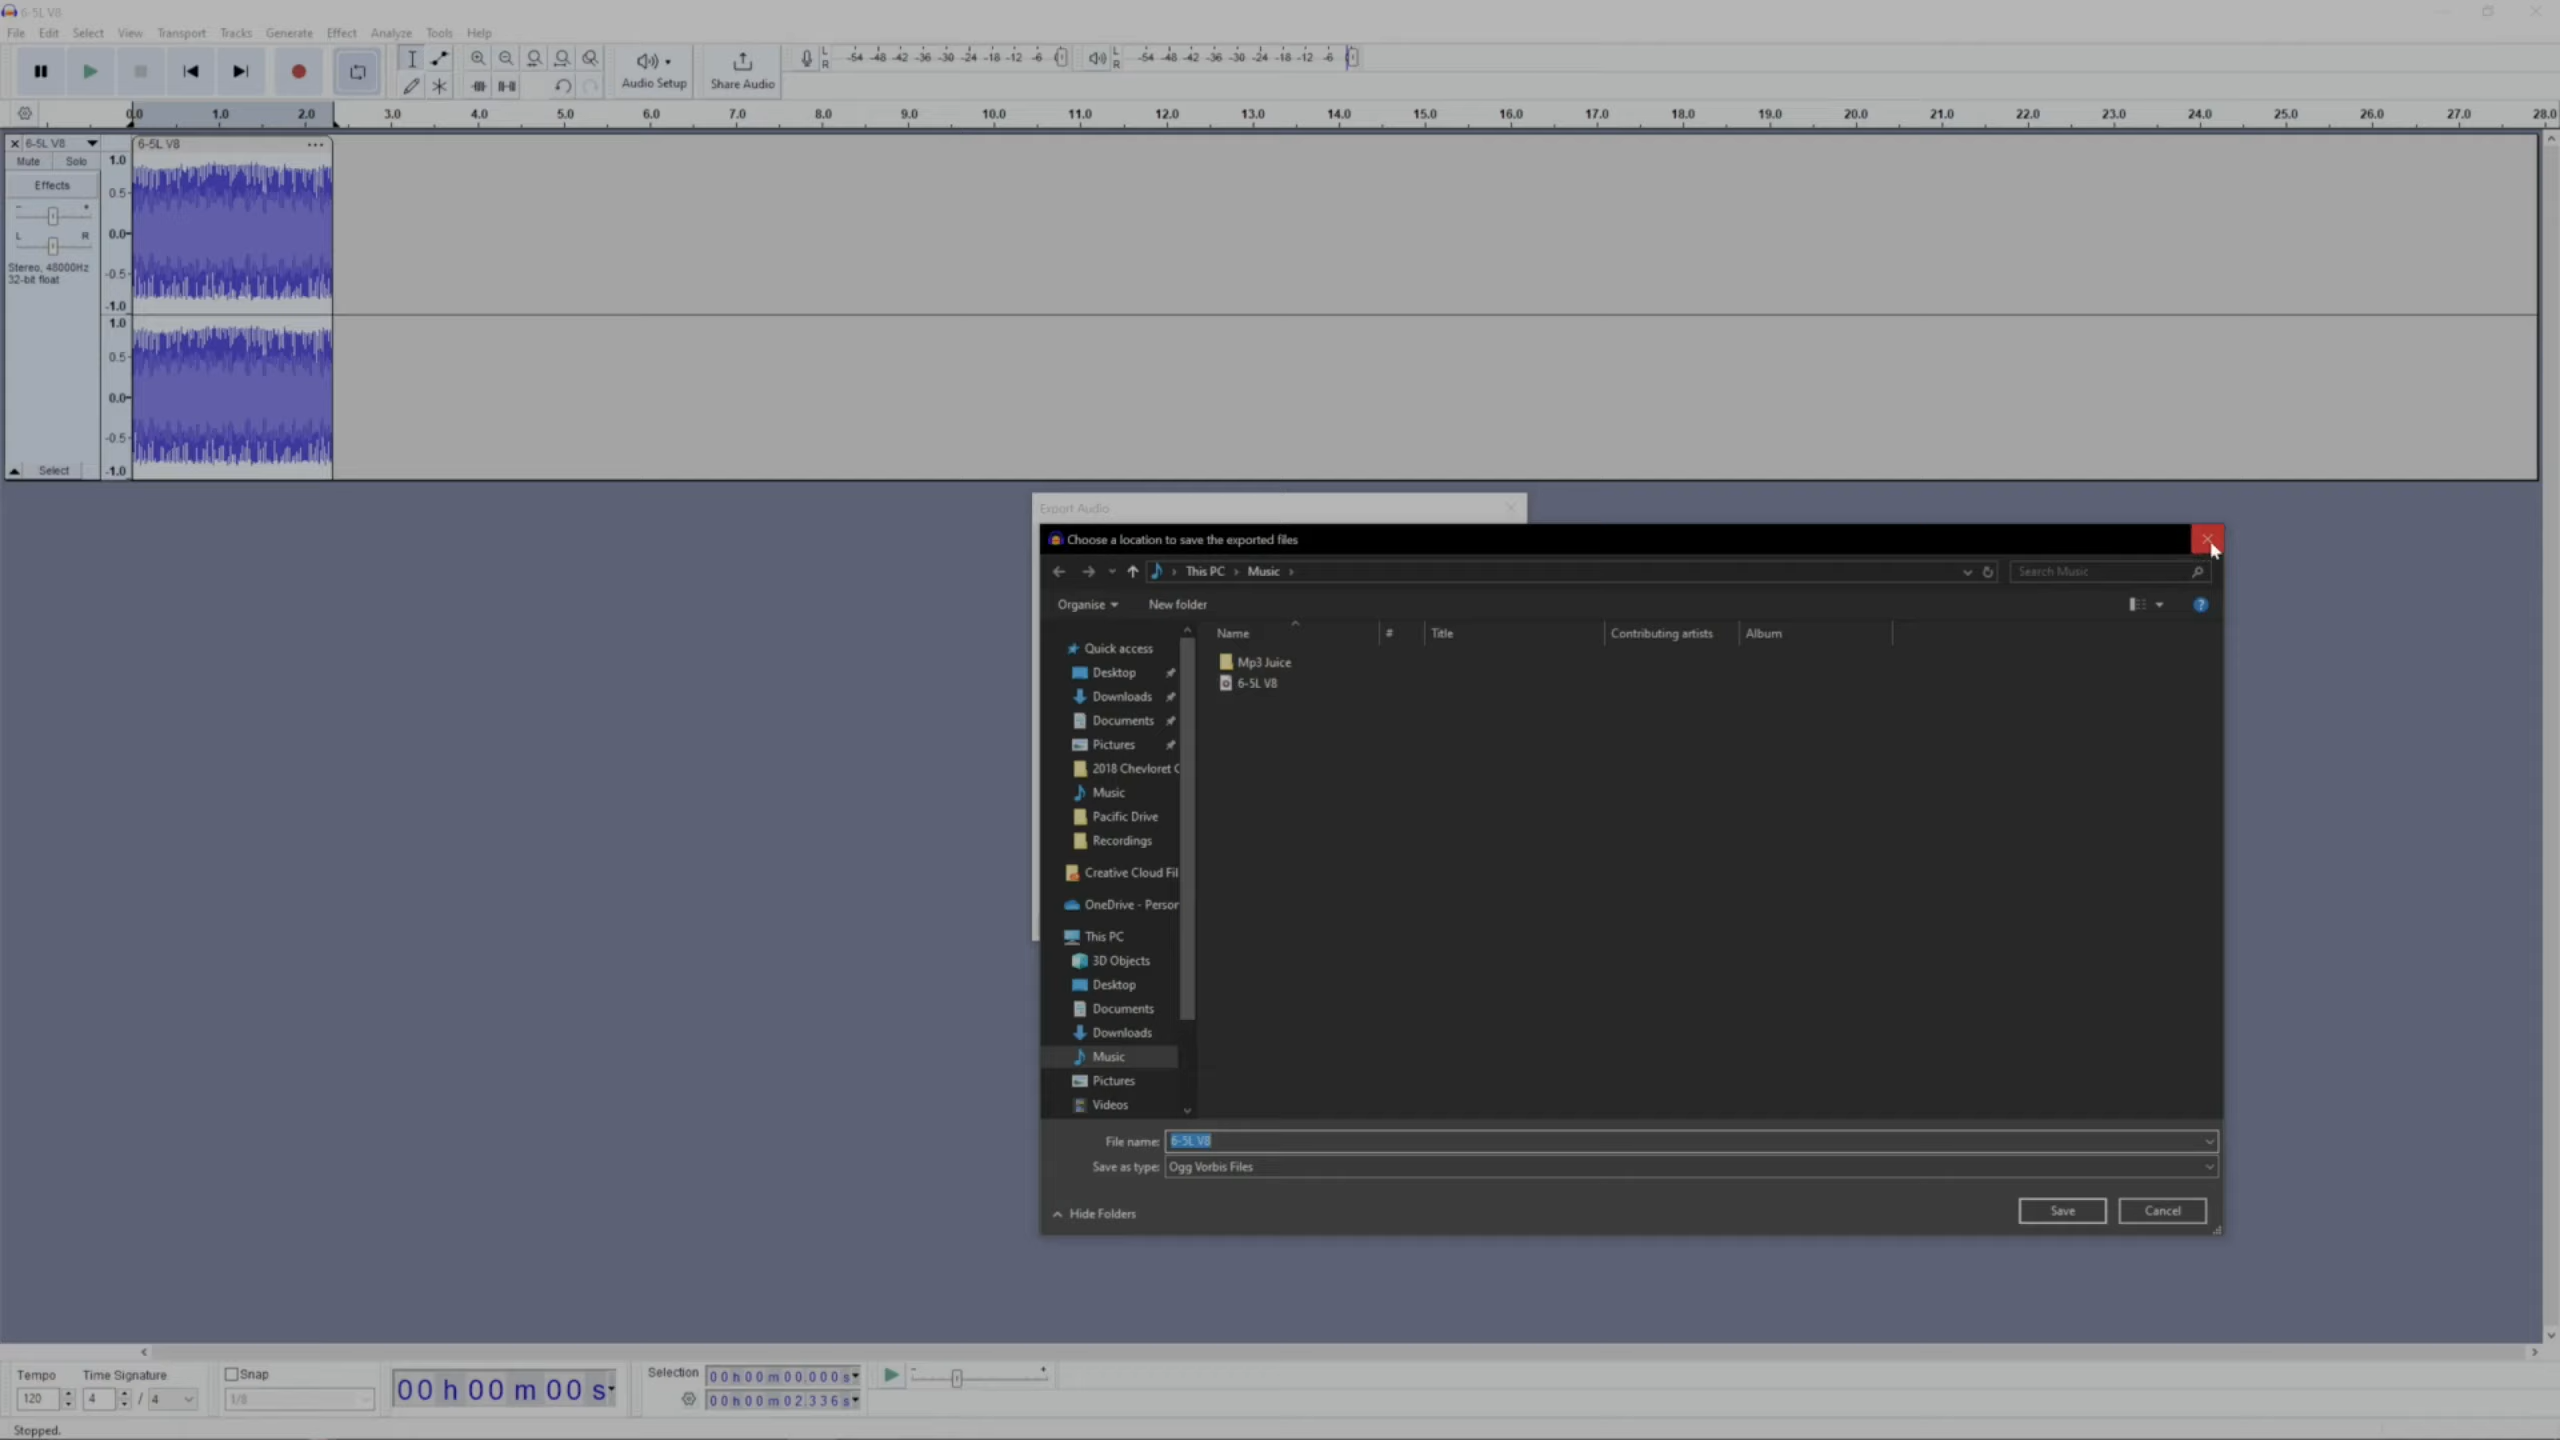 6-5L V8
File Edit Select View Transport Tracks Generate Effect Analyze Tools Help
Audio Setup
Share Audio
L R -54 -48 -42 -36 -30 -24 -18 -12 -6
L R -54 -48 -42 -36 -30 -24 -18 -12 -6
0.0 1.0 2.0 3.0 4.0 5.0 6.0 7.0 8.0 9.0 10.0 11.0 12.0 13.0 14.0 15.0 16.0 17.0 18.0 19.0 20.0 21.0 22.0 23.0 24.0 25.0 26.0 27.0 28.0
6-5L V8
6-5L V8
Mute Solo
Effects
- +
L R
Stereo, 48000Hz
32-bit float
Select
1.0
0.5
0.0
-0.5
-1.0
1.0
0.5
0.0
-0.5
-1.0
Export Audio
Choose a location to save the exported files
This PC Music
Search Music
Organise New folder
Name # Title Contributing artists Album
Mp3 Juice
6-5L V8
Quick access
Desktop
Downloads
Documents
Pictures
2018 Chevloret C
Music
Pacific Drive
Recordings
Creative Cloud Fil
OneDrive - Person
This PC
3D Objects
Desktop
Documents
Downloads
Music
Pictures
Videos
File name: 6-5L V8
Save as type: Ogg Vorbis Files
Hide Folders
Save Cancel
Tempo
120
Time Signature
4 / 4
Snap
1/8
00 h 00 m 00 s
Selection
00 h 00 m 00.000 s
00 h 00 m 02.336 s
- +
Stopped.